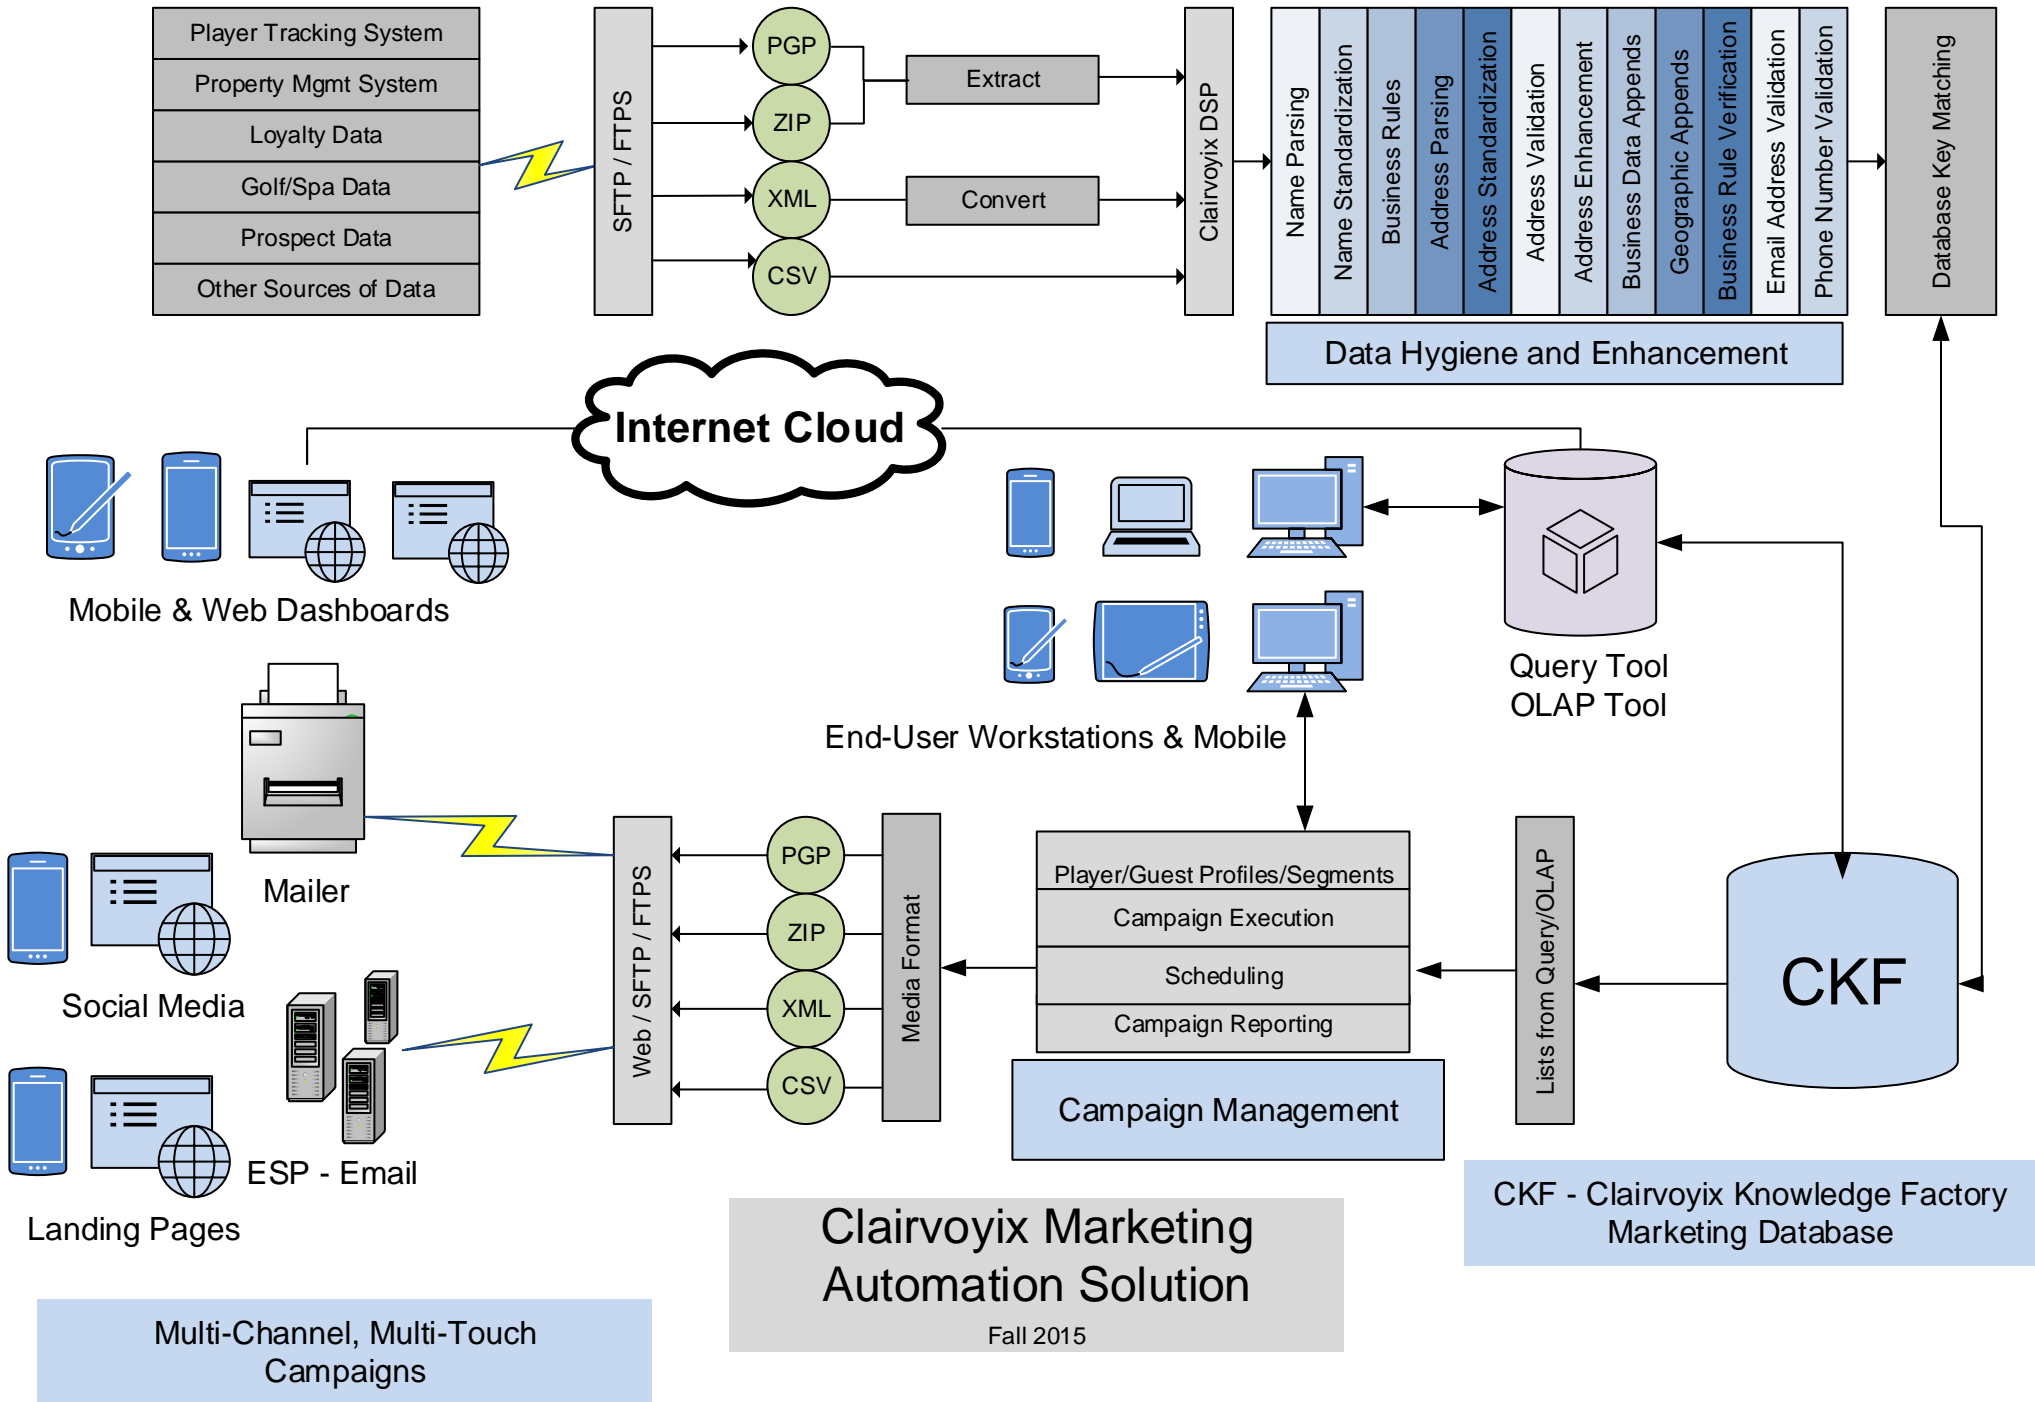 Player Tracking System
Property Mgmt System
Loyalty Data
Golf/Spa Data
Prospect Data
Other Sources of Data
SFTP / FTPS
PGP
ZIP
XML
CSV
Extract
Convert
Clairvoyix DSP
Name Parsing
Name Standardization
Business Rules
Address Parsing
Address Standardization
Address Validation
Address Enhancement
Business Data Appends
Geographic Appends
Business Rule Verification
Email Address Validation
Phone Number Validation
Database Key Matching
Data Hygiene and Enhancement
Internet Cloud
Mobile & Web Dashboards
Query Tool
OLAP Tool
End-User Workstations & Mobile
Mailer
Social Media
ESP - Email
Landing Pages
Web / SFTP / FTPS
PGP
ZIP
XML
CSV
Media Format
Player/Guest Profiles/Segments
Campaign Execution
Scheduling
Campaign Reporting
Campaign Management
Lists from Query/OLAP
CKF
CKF - Clairvoyix Knowledge Factory
Marketing Database
Clairvoyix Marketing
Automation Solution
Fall 2015
Multi-Channel, Multi-Touch
Campaigns